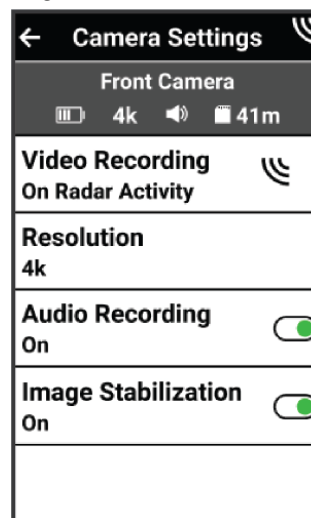 Camera Settings
Front Camera
4k 41m
Video Recording
On Radar Activity
Resolution
4k
Audio Recording
On
Image Stabilization
On